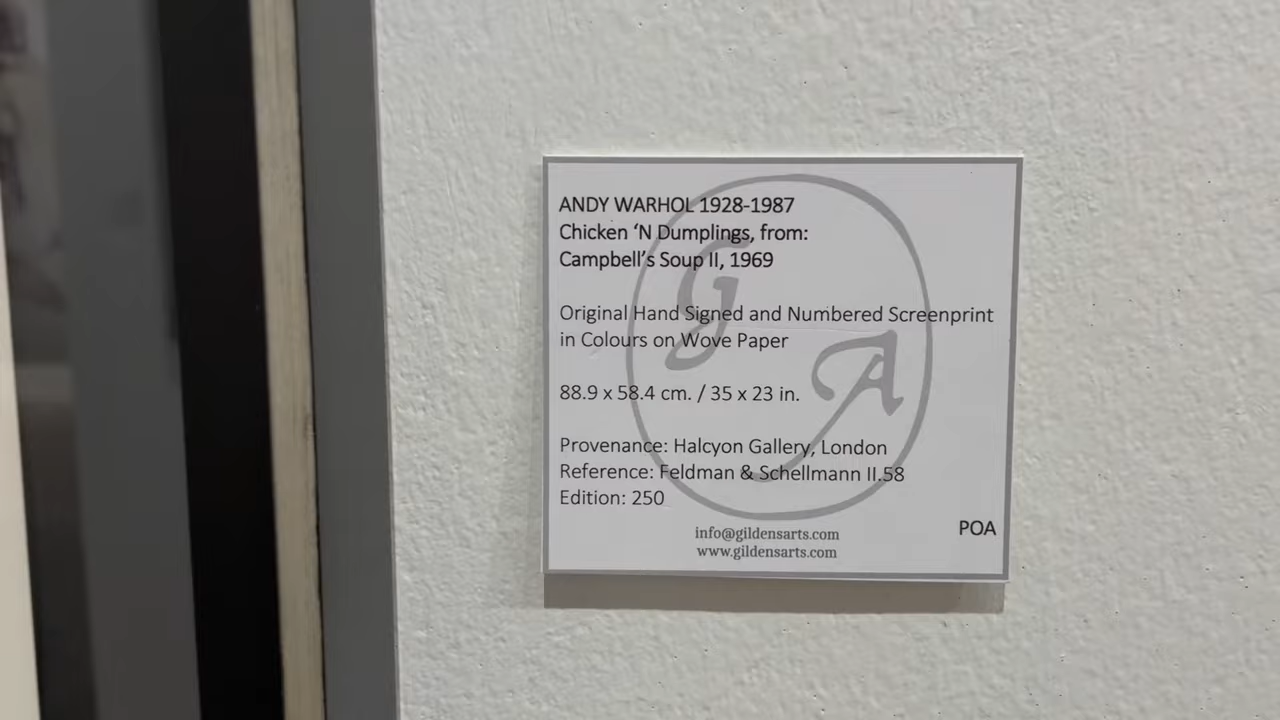 ANDY WARHOL 1928-1987
Chicken ‘N Dumplings, from:
Campbell’s Soup II, 1969
Original Hand Signed and Numbered Screenprint
in Colours on Wove Paper
88.9 x 58.4 cm. / 35 x 23 in.
Provenance: Halcyon Gallery, London
Reference: Feldman & Schellmann II.58
Edition: 250
POA
info@gildensarts.com
www.gildensarts.com
G
A